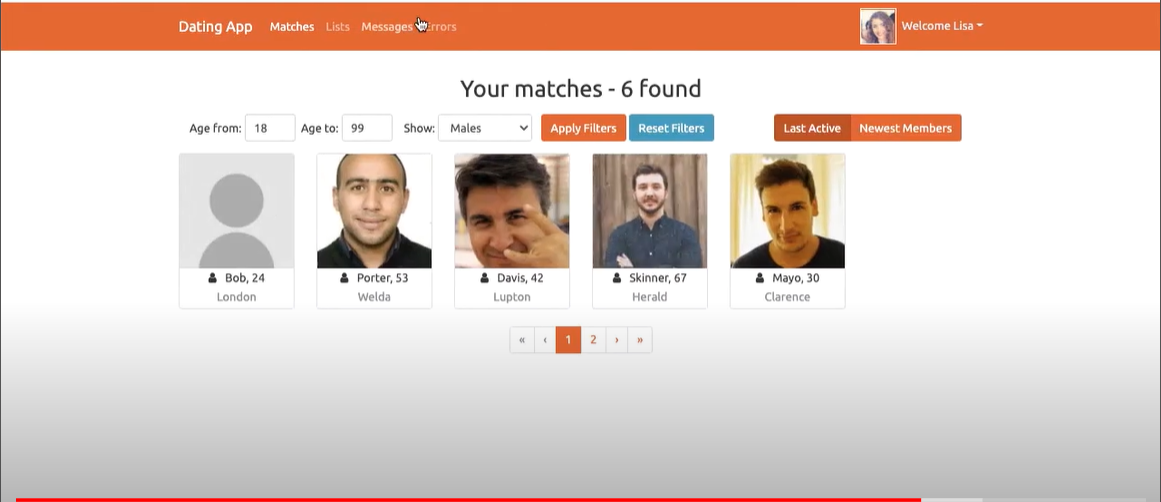 Dating App Matches Lists Messages Errors Welcome Lisa
Your matches - 6 found
Age from: 18 Age to: 99 Show: Males Apply Filters Reset Filters Last Active Newest Members
Bob, 24 Porter, 53 Davis, 42 Skinner, 67 Mayo, 30
London Welda Lupton Herald Clarence
« ‹ 1 2 › »